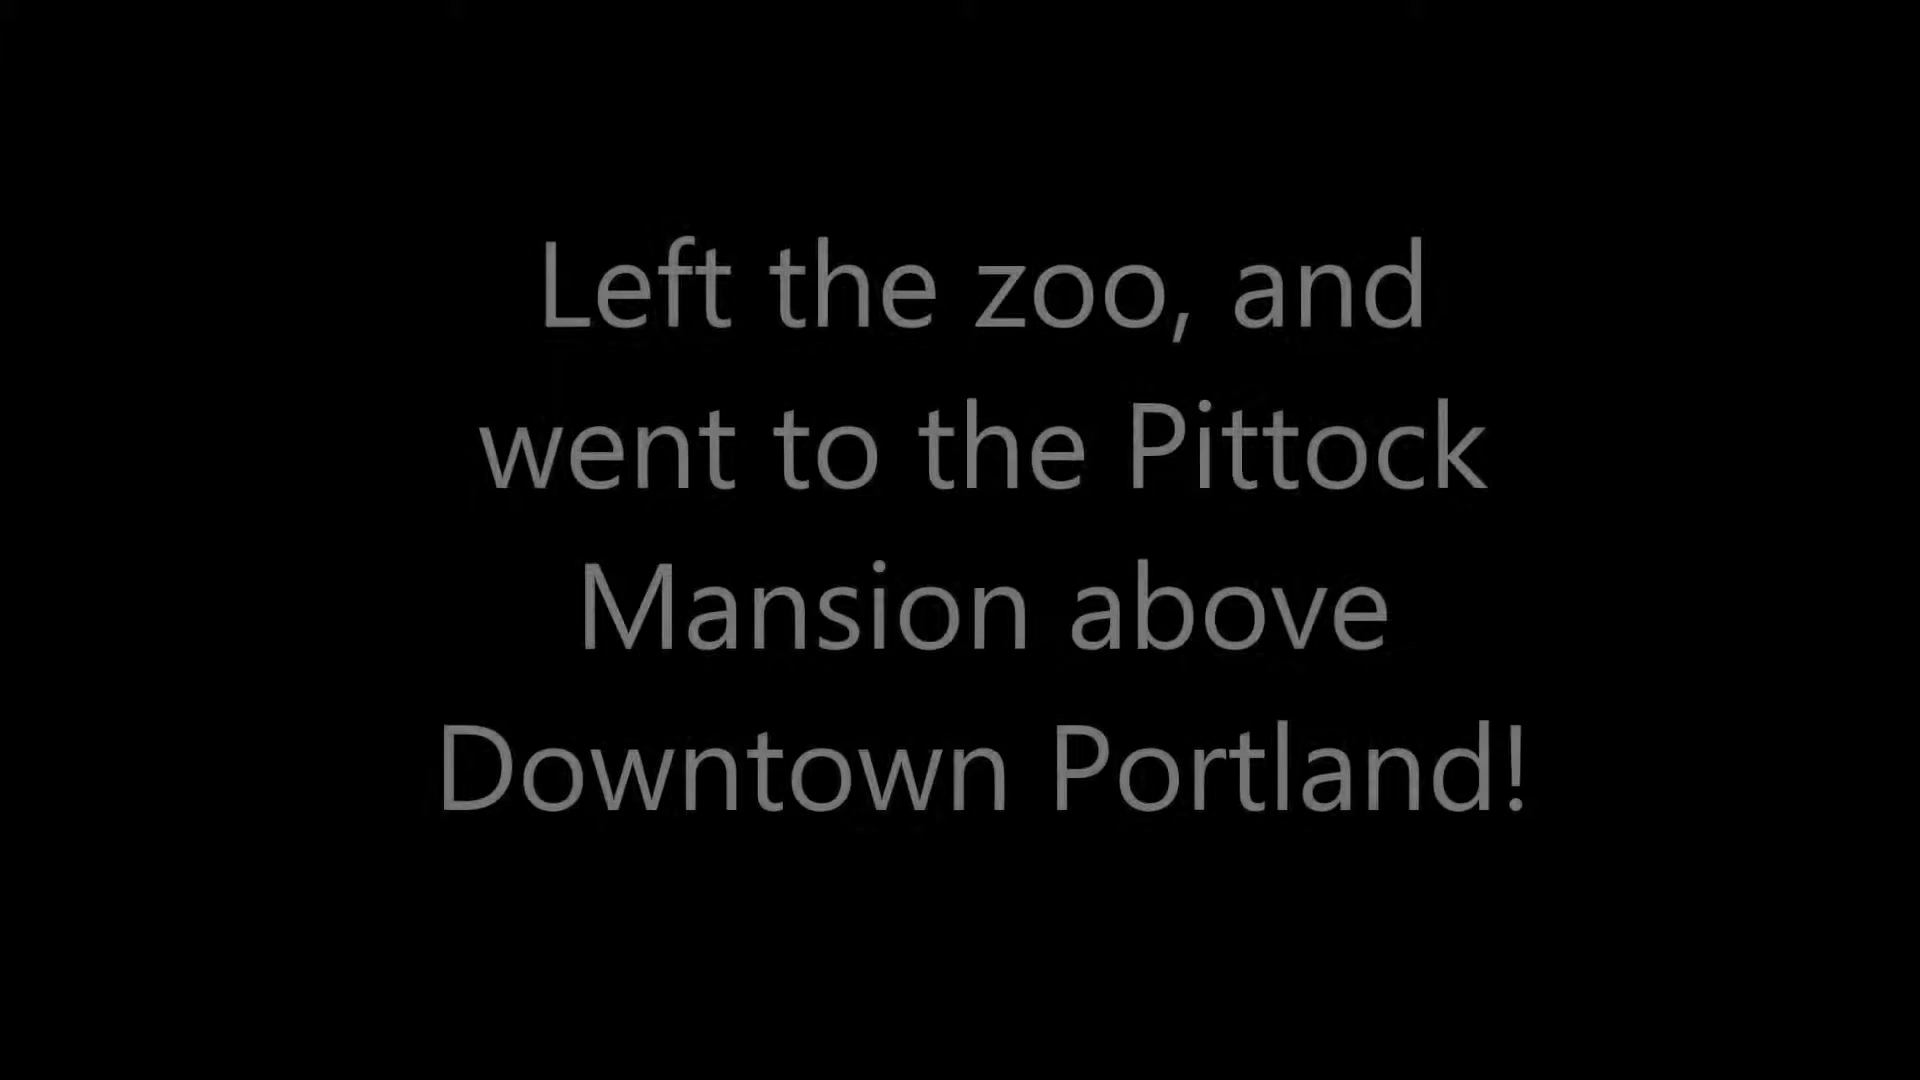 Left the zoo, and
went to the Pittock
Mansion above
Downtown Portland!